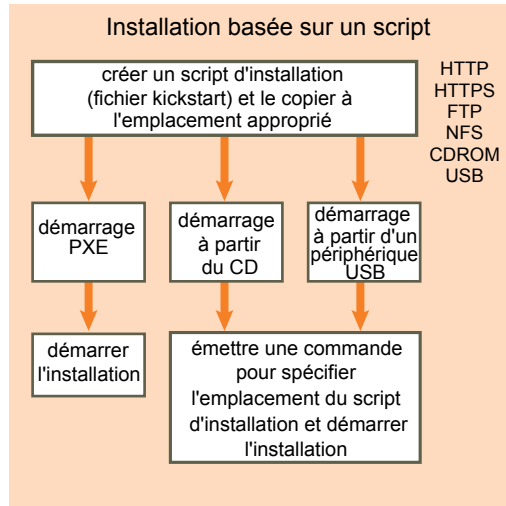 Installation basée sur un script
créer un script d'installation
(fichier kickstart) et le copier à
l'emplacement approprié
HTTP
HTTPS
FTP
NFS
CDROM
USB
démarrage
PXE
démarrage
à partir
du CD
démarrage
à partir d'un
périphérique
USB
démarrer
l'installation
émettre une commande
pour spécifier
l'emplacement du script
d'installation et démarrer
l'installation